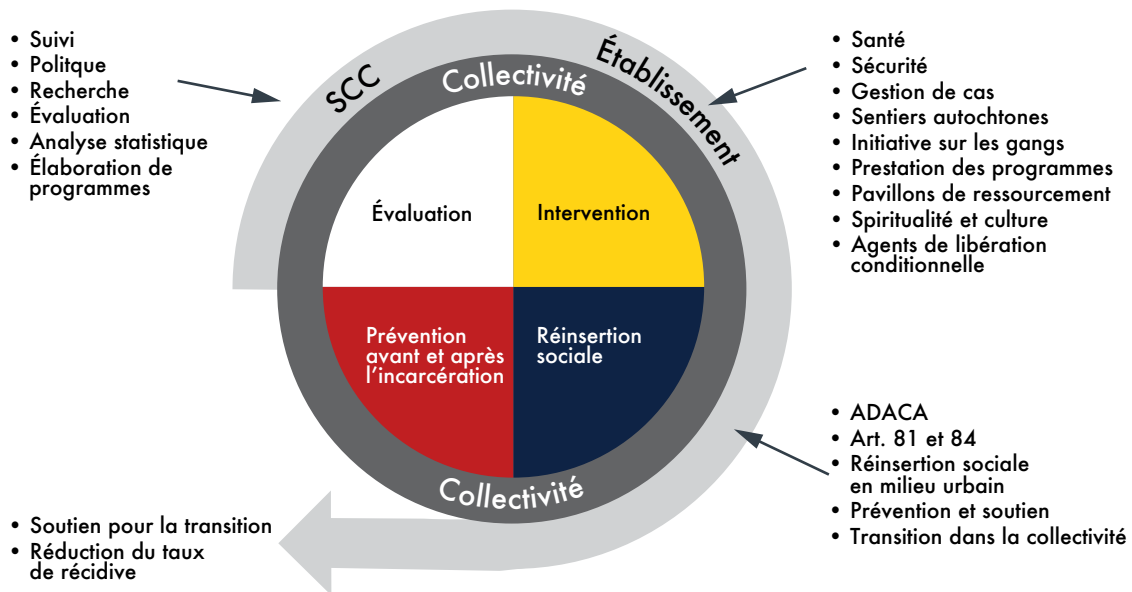 • Suivi
• Politque
• Recherche
• Évaluation
• Analyse statistique
• Élaboration de
programmes
SCC
Collectivité
Établissement
• Santé
• Sécurité
• Gestion de cas
• Sentiers autochtones
• Initiative sur les gangs
• Prestation des programmes
• Pavillons de ressourcement
• Spiritualité et culture
• Agents de libération
conditionnelle
Évaluation
Intervention
Prévention
avant et après
l’incarcération
Réinsertion
sociale
Collectivité
• ADACA
• Art. 81 et 84
• Réinsertion sociale
en milieu urbain
• Prévention et soutien
• Transition dans la collectivité
• Soutien pour la transition
• Réduction du taux
de récidive